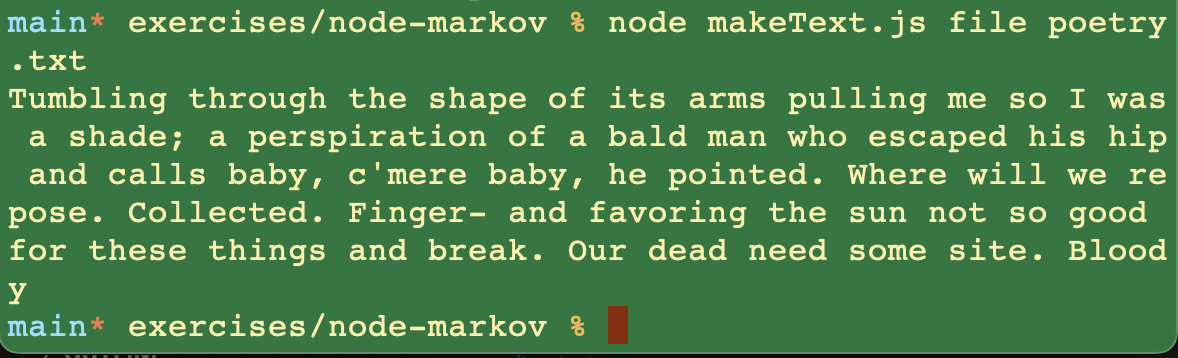 main* exercises/node-markov % node makeText.js file poetry
.txt
Tumbling through the shape of its arms pulling me so I was
 a shade; a perspiration of a bald man who escaped his hip
 and calls baby, c'mere baby, he pointed. Where will we re
pose. Collected. Finger- and favoring the sun not so good
for these things and break. Our dead need some site. Blood
y
main* exercises/node-markov %